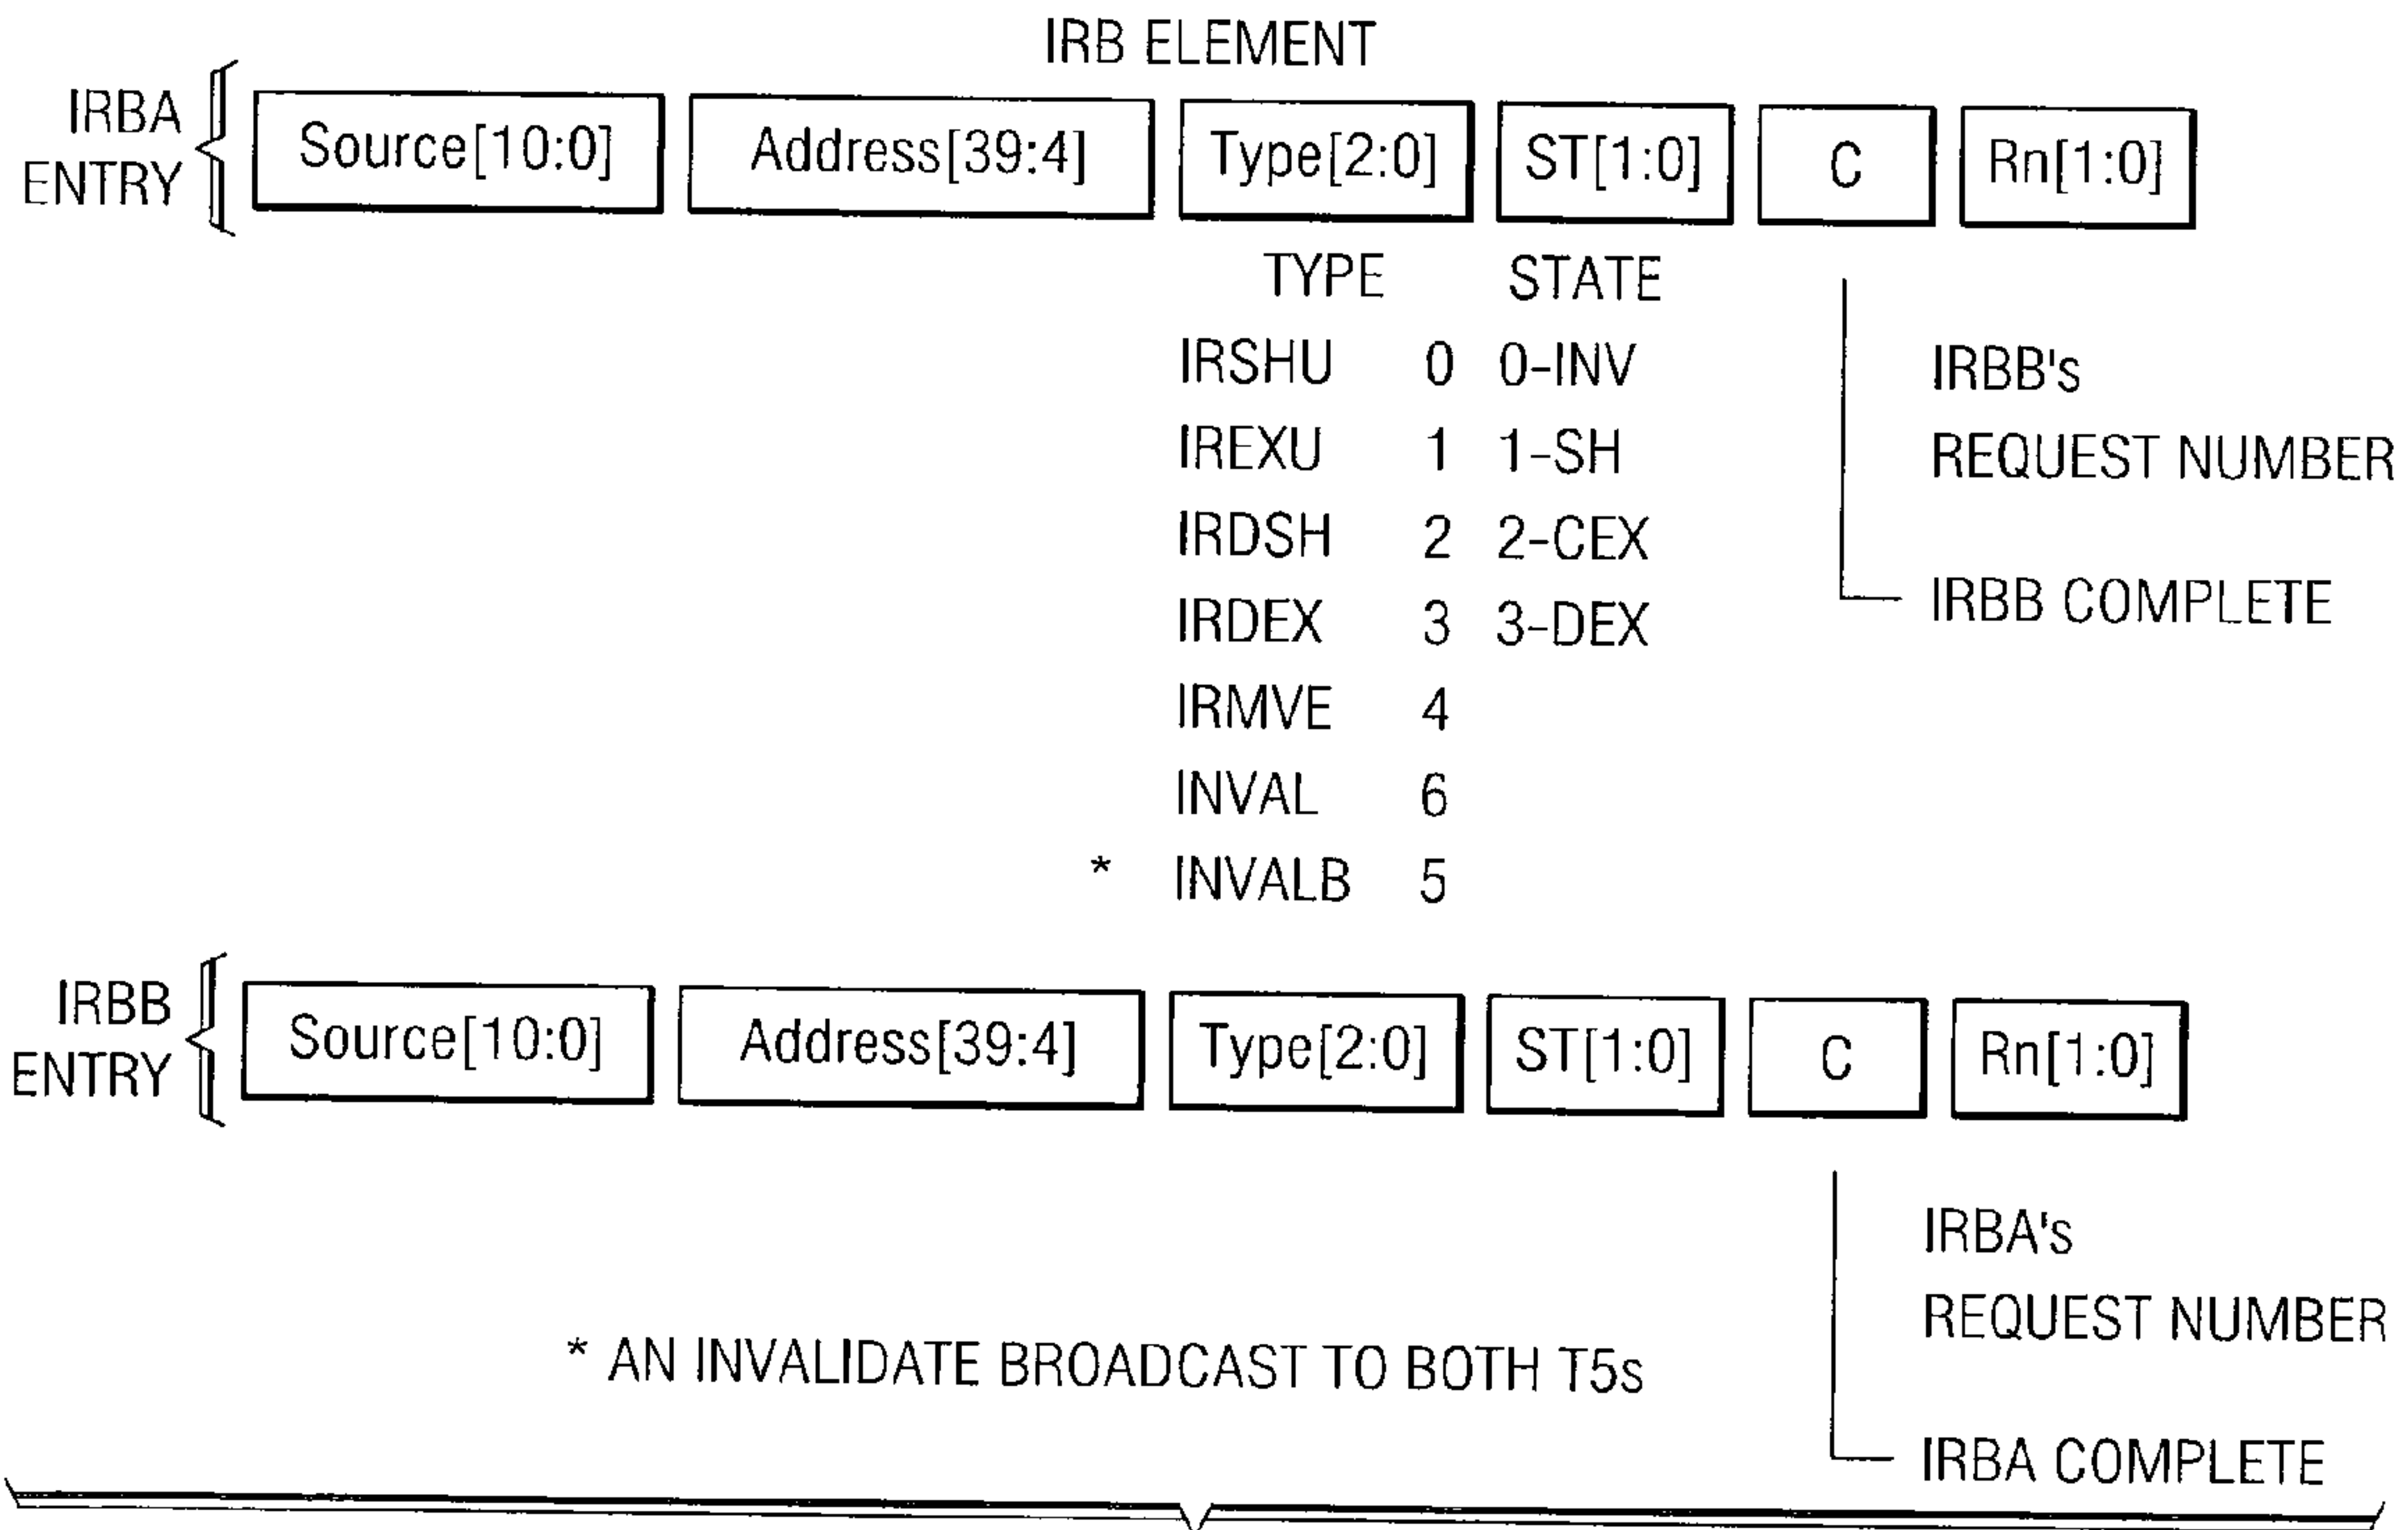 IRB ELEMENT
IRBA
ENTRY
Source[10:0] Address[39:4] Type[2:0] ST[1:0] C Rn[1:0]
TYPE STATE
IRSHU 0 0-INV
IREXU 1 1-SH
IRDSH 2 2-CEX
IRDEX 3 3-DEX
IRMVE 4
INVAL 6
* INVALB 5
IRBB's
REQUEST NUMBER
IRBB COMPLETE
IRBB
ENTRY
Source[10:0] Address[39:4] Type[2:0] ST[1:0] C Rn[1:0]
IRBA's
REQUEST NUMBER
IRBA COMPLETE
* AN INVALIDATE BROADCAST TO BOTH T5s